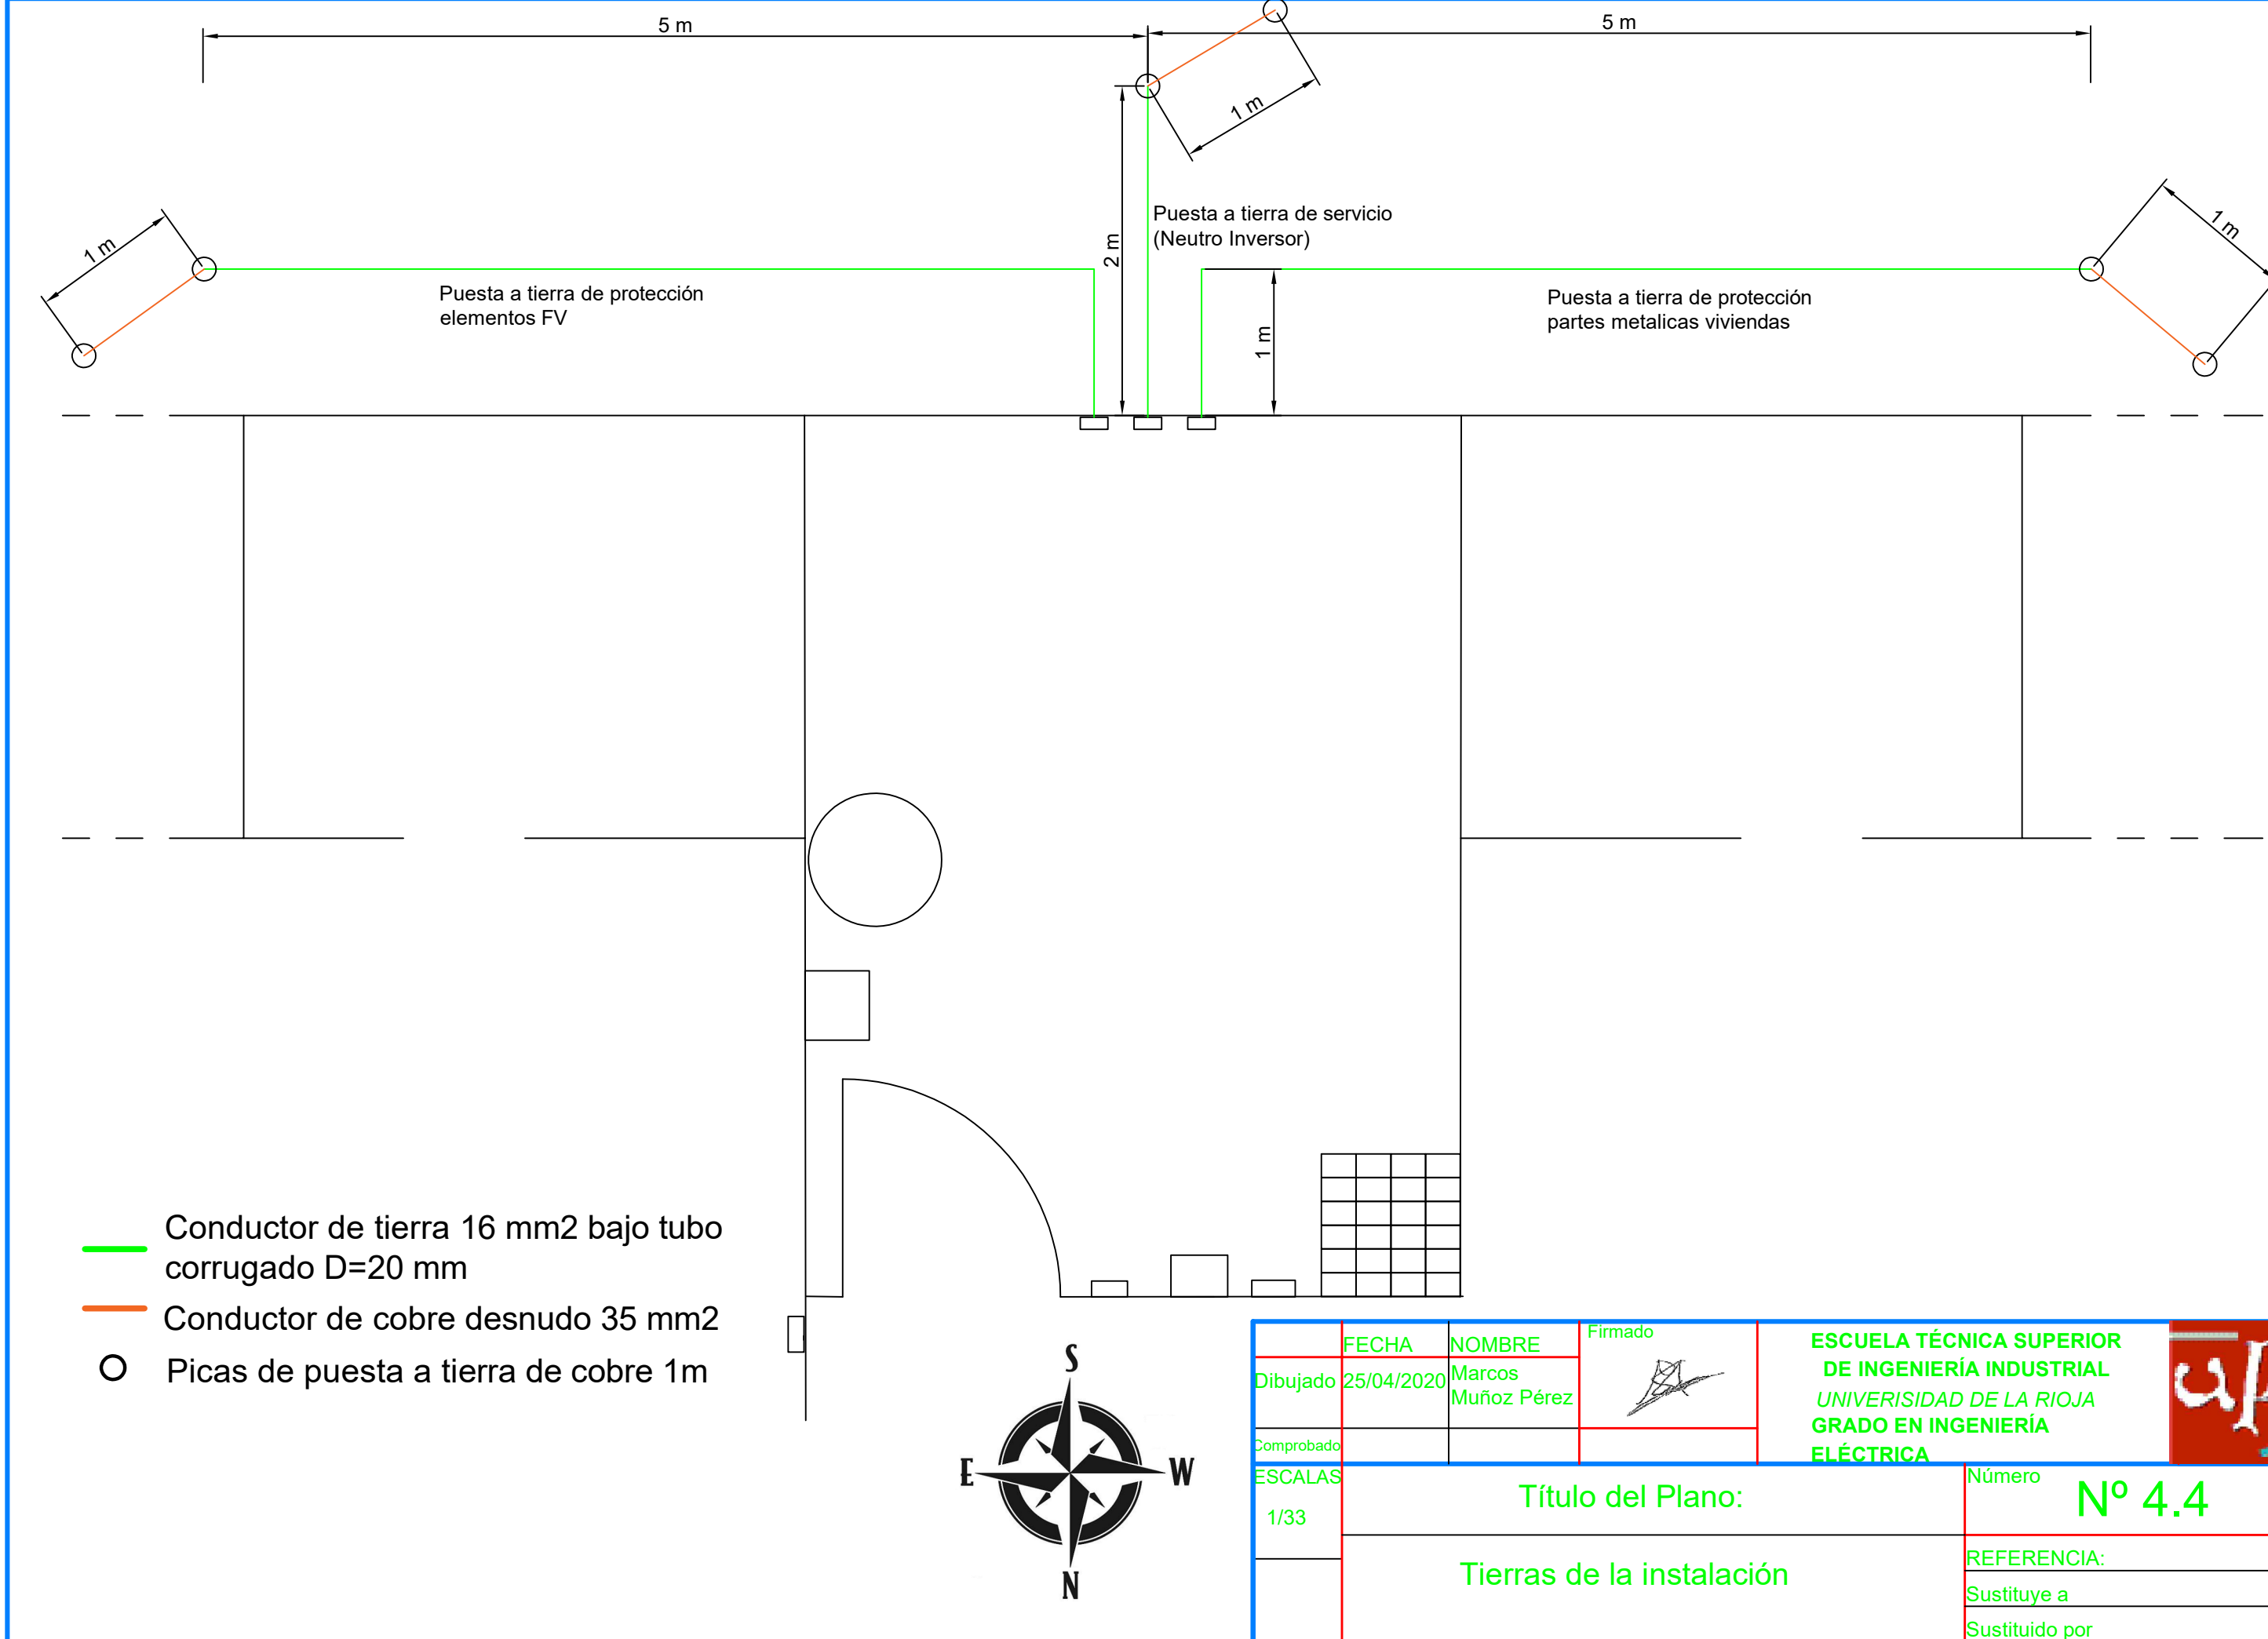 5 m
5 m
1 m
1 m
1 m
2 m
1 m
Puesta a tierra de servicio
(Neutro Inversor)
Puesta a tierra de protección
elementos FV
Puesta a tierra de protección
partes metalicas viviendas
Conductor de tierra 16 mm2 bajo tubo
corrugado D=20 mm
Conductor de cobre desnudo 35 mm2
Picas de puesta a tierra de cobre 1m
S
E
W
N
FECHA
NOMBRE
Firmado
Dibujado
25/04/2020
Marcos
Muñoz Pérez
Comprobado
ESCUELA TÉCNICA SUPERIOR
DE INGENIERÍA INDUSTRIAL
UNIVERISIDAD DE LA RIOJA
GRADO EN INGENIERÍA
ELÉCTRICA
ESCALAS
1/33
Título del Plano:
Tierras de la instalación
Número
Nº 4.4
REFERENCIA:
Sustituye a
Sustituido por